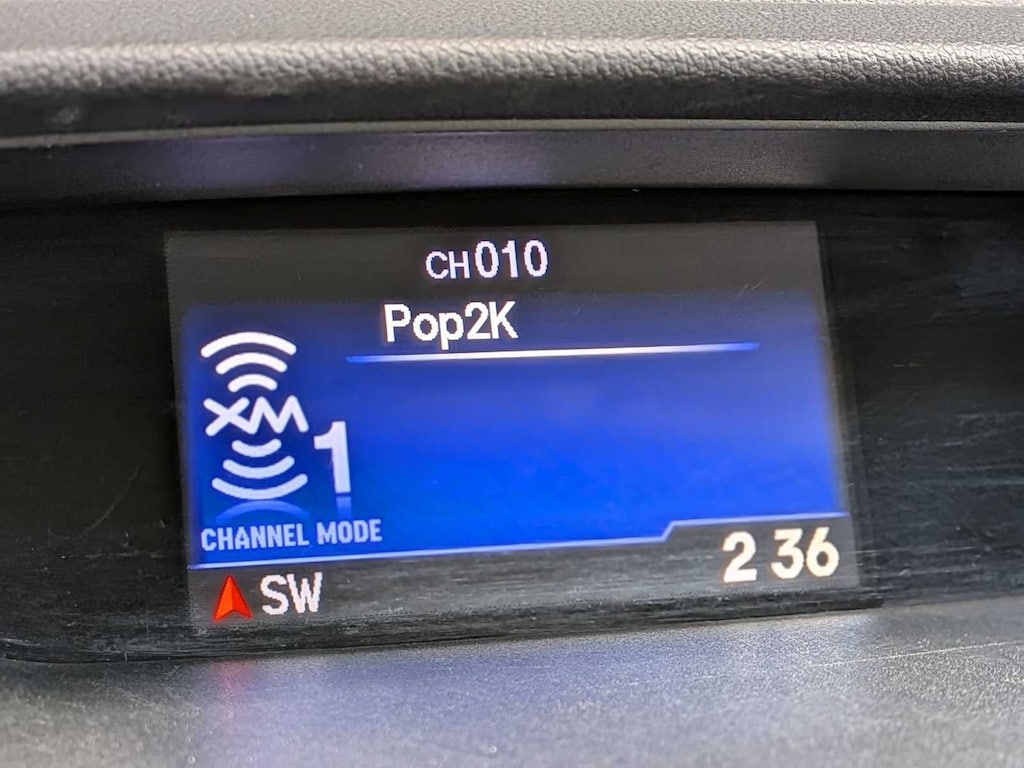 CH010
Pop2K
XM
1
CHANNEL MODE
SW
2 36